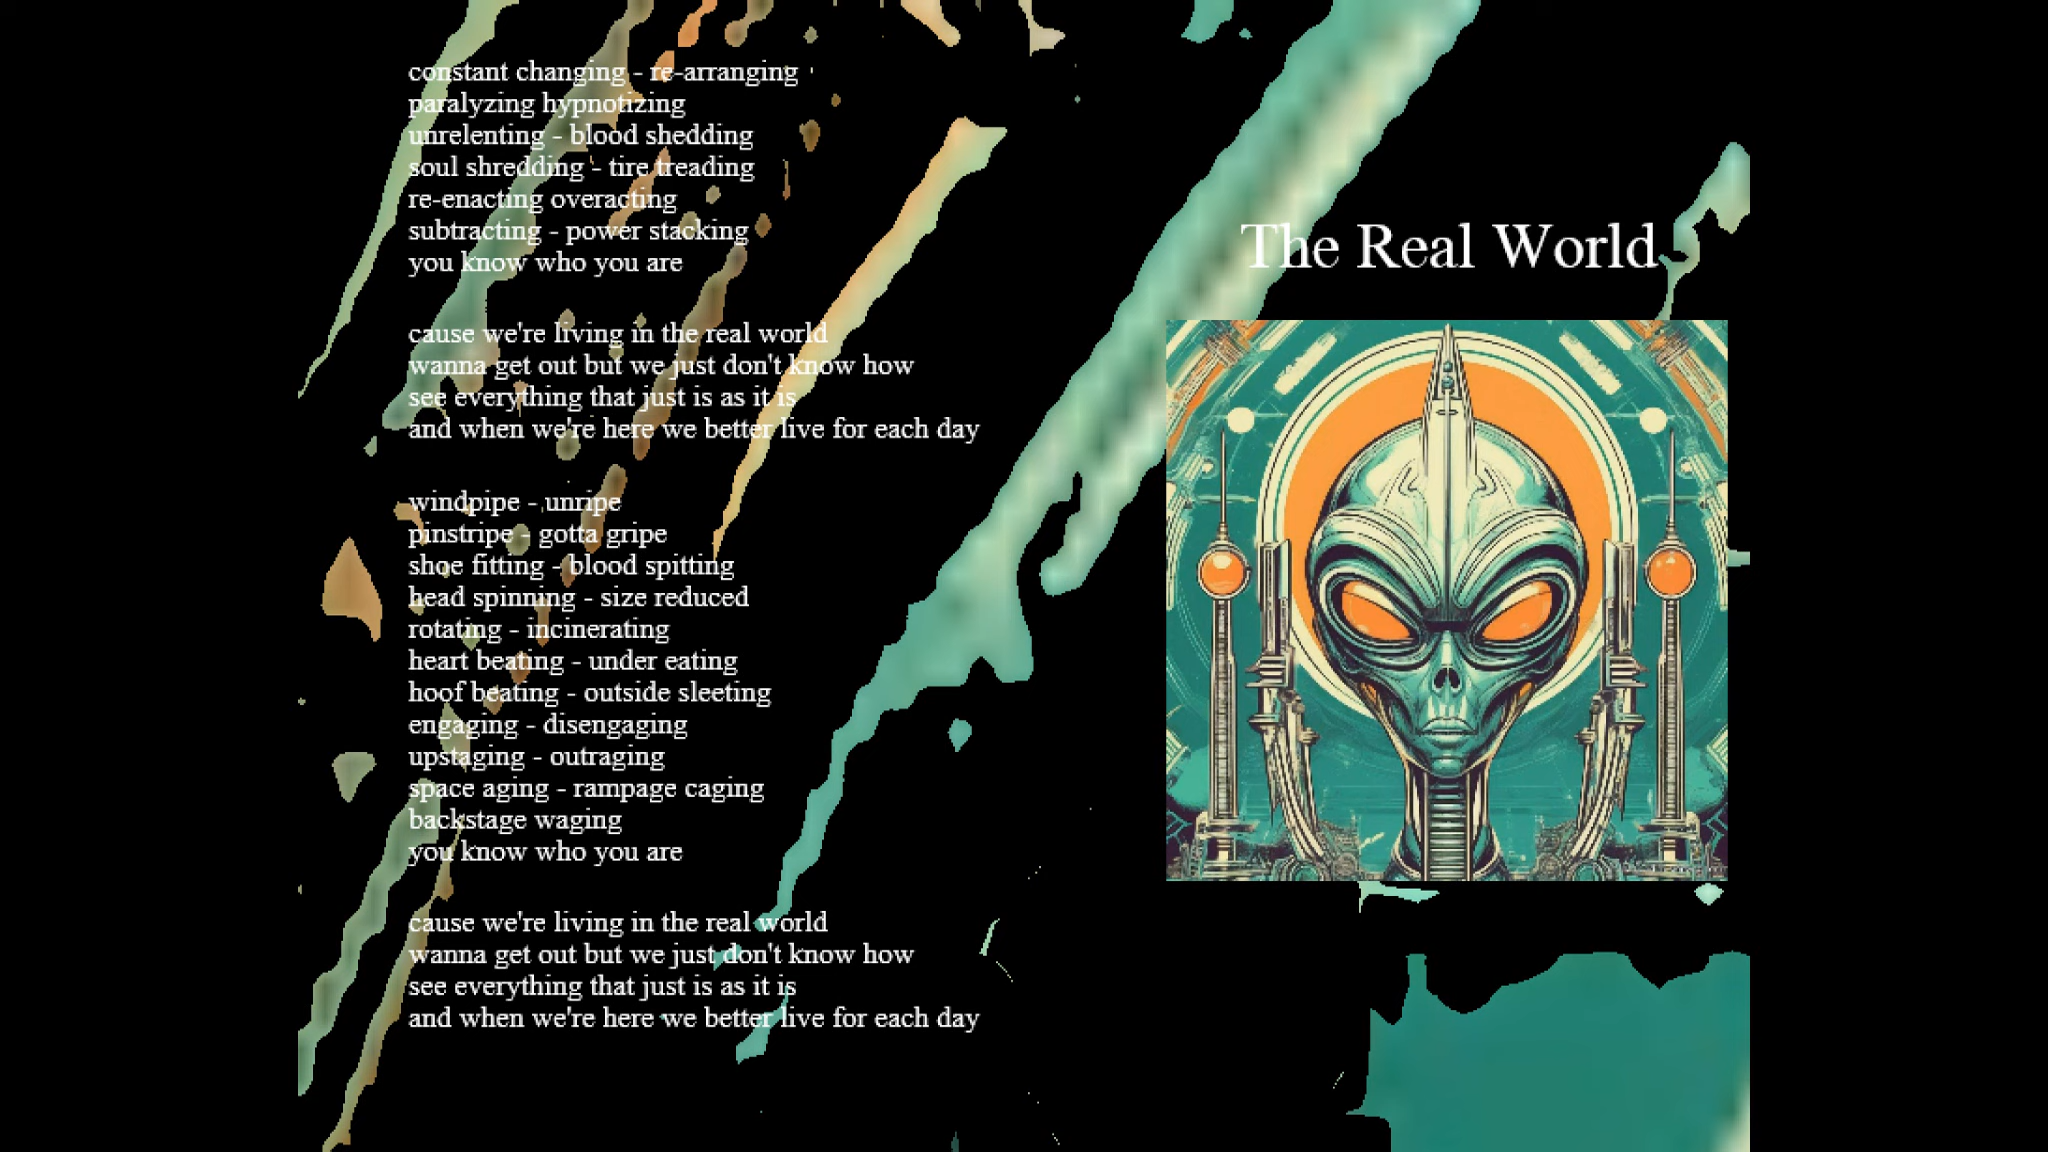 constant changing - re-arranging
paralyzing hypnotizing
unrelenting - blood shedding
soul shredding - tire treading
re-enacting overacting
subtracting - power stacking
you know who you are

cause we're living in the real world
wanna get out but we just don't know how
see everything that just is as it is
and when we're here we better live for each day

windpipe - unripe
pinstripe - gotta gripe
shoe fitting - blood spitting
head spinning - size reduced
rotating - incinerating
heart beating - under eating
hoof beating - outside sleeting
engaging - disengaging
upstaging - outraging
space aging - rampage caging
backstage waging
you know who you are

cause we're living in the real world
wanna get out but we just don't know how
see everything that just is as it is
and when we're here we better live for each day

The Real World